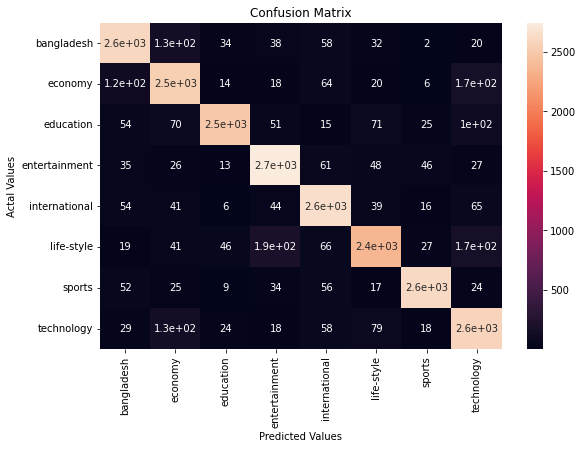 Confusion Matrix
bangladesh 2.6e+03 1.3e+02 34 38 58 32 2 20
economy 1.2e+02 2.5e+03 14 18 64 20 6 1.7e+02
education 54 70 2.5e+03 51 15 71 25 1e+02
entertainment 35 26 13 2.7e+03 61 48 46 27
international 54 41 6 44 2.6e+03 39 16 65
life-style 19 41 46 1.9e+02 66 2.4e+03 27 1.7e+02
sports 52 25 9 34 56 17 2.6e+03 24
technology 29 1.3e+02 24 18 58 79 18 2.6e+03
bangladesh economy education entertainment international life-style sports technology
Predicted Values
Actal Values
2500
2000
1500
1000
500